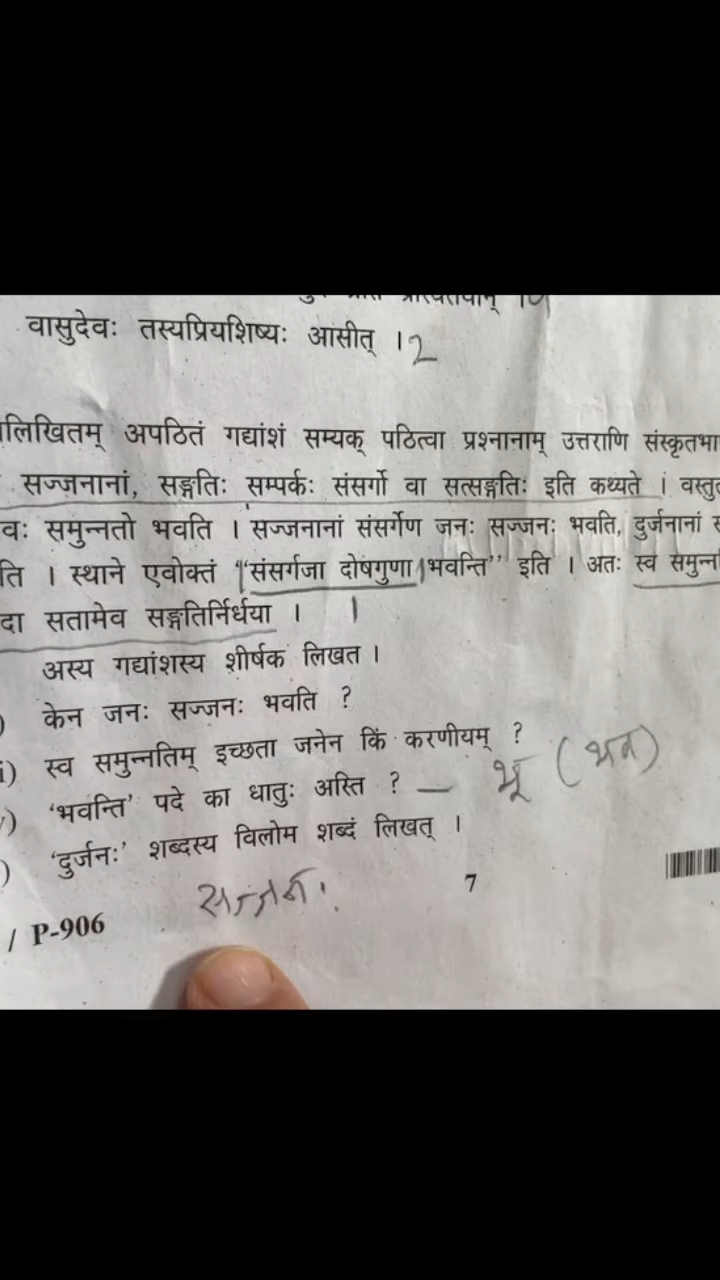 वासुदेवः तस्यप्रियशिष्यः आसीत् । 2
लिखितम् अपठितं गद्यांशं सम्यक् पठित्वा प्रश्नानाम् उत्तराणि संस्कृतभा
सज्जनानां, सङ्गतिः सम्पर्कः संसर्गो वा सत्सङ्गतिः इति कथ्यते । वस्तु
वः समुन्नतो भवति । सज्जनानां संसर्गेण जनः सज्जनः भवति, दुर्जनानां
ति । स्थाने एवोक्तं "संसर्गजा दोषगुणा भवन्ति" इति । अतः स्व समुन्न
दा सतामेव सङ्गतिर्निर्धया ।
अस्य गद्यांशस्य शीर्षक लिखत ।
केन जनः सज्जनः भवति ?
i) स्व समुन्नतिम् इच्छता जनेन किं करणीयम् ?
) 'भवन्ति' पदे का धातुः अस्ति ? — भू (भव)
) 'दुर्जनः' शब्दस्य विलोम शब्दं लिखत् ।
सज्जनः
7
/ P-906